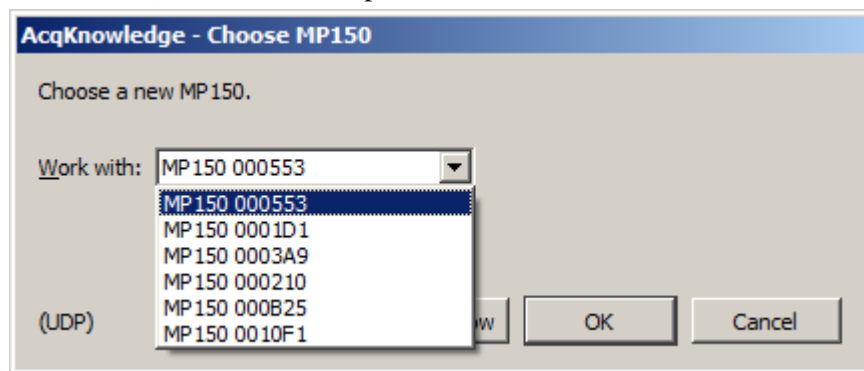 AcqKnowledge - Choose MP150
Choose a new MP150.
Work with: MP150 000553
MP150 000553
MP150 0001D1
MP150 0003A9
MP150 000210
MP150 000B25
MP150 0010F1
(UDP) OK Cancel